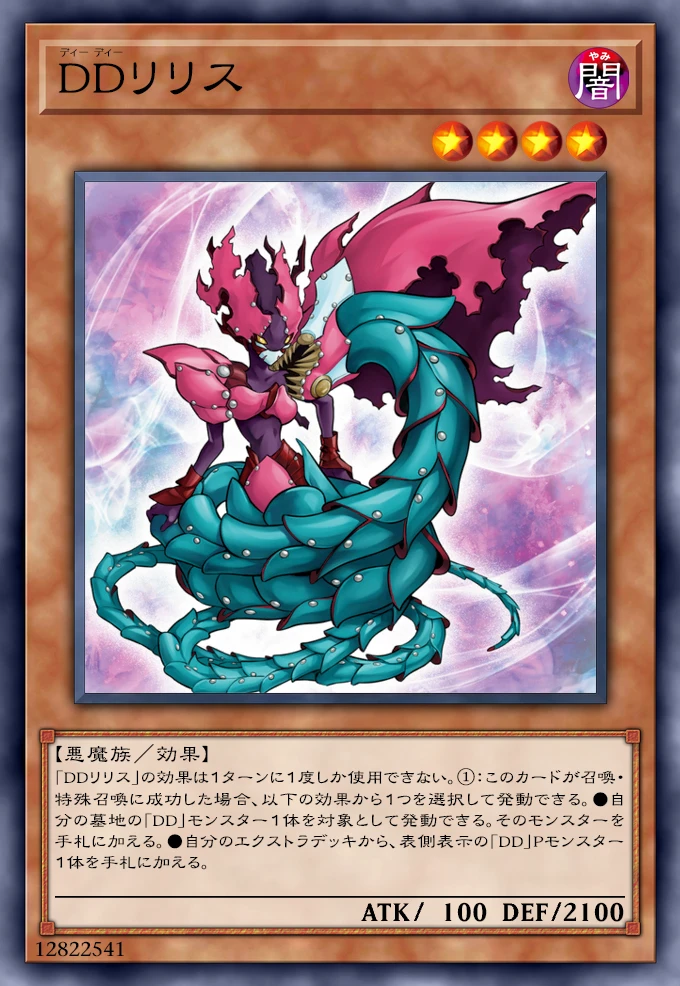 ディー ディー
DDリリス
やみ
闇
【悪魔族／効果】
「DDリリス」の効果は1ターンに1度しか使用できない。①：このカードが召喚・
特殊召喚に成功した場合、以下の効果から1つを選択して発動できる。●自
分の墓地の「DD」モンスター1体を対象として発動できる。そのモンスターを
手札に加える。●自分のエクストラデッキから、表側表示の「DD」Pモンスター
1体を手札に加える。
ATK/ 100 DEF/2100
12822541